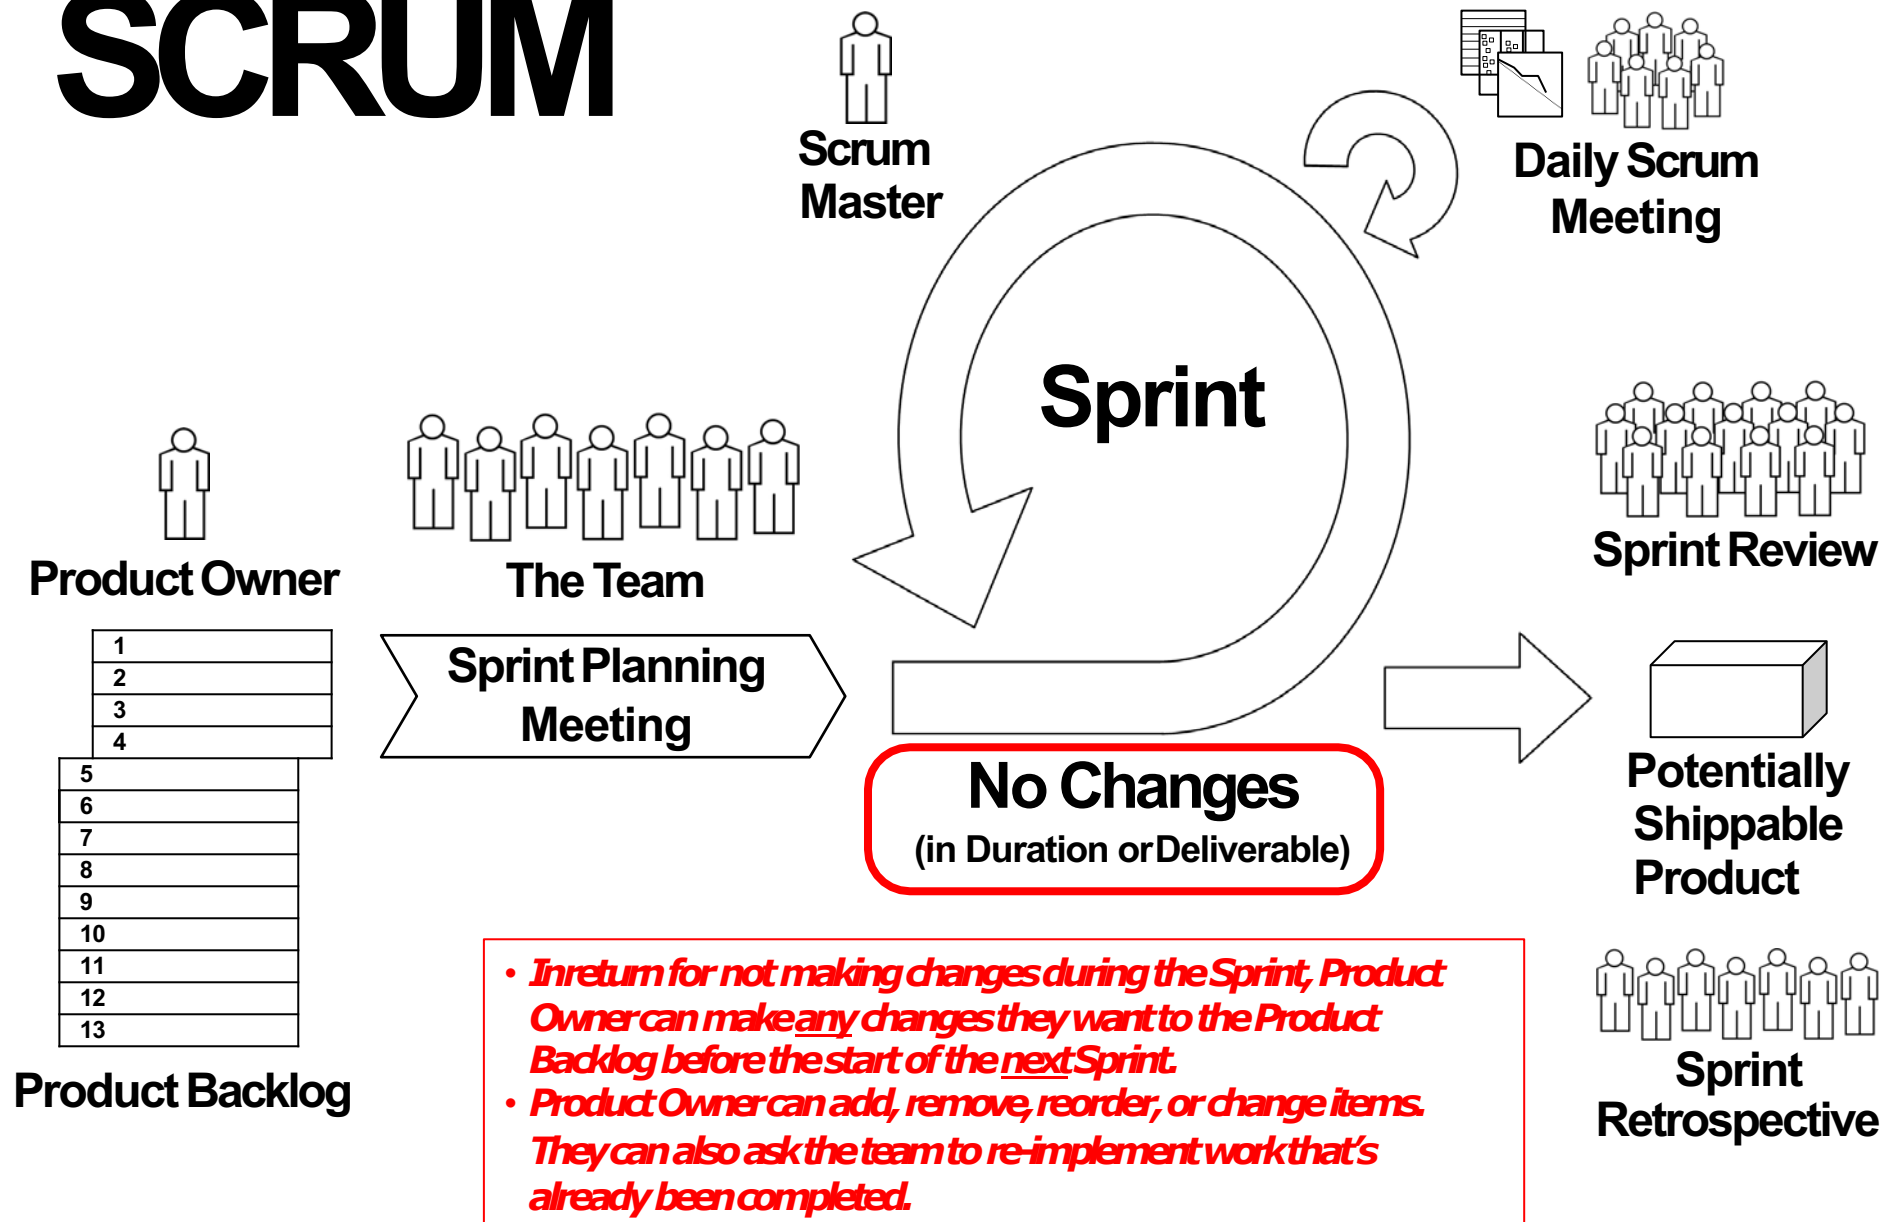 SCRUM
Scrum
Master
Daily Scrum
Meeting
Sprint
Product Owner
The Team
Sprint Review
1
2
3
4
5
6
7
8
9
10
11
12
13
Product Backlog
Sprint Planning
Meeting
No Changes
(in Duration or Deliverable)
Potentially
Shippable
Product
• In return for not making changes during the Sprint, Product
Owner can make any changes they want to the Product
Backlog before the start of the next Sprint.
• Product Owner can add, remove, reorder, or change items.
They can also ask the team to re-implement work that's
already been completed.
Sprint
Retrospective